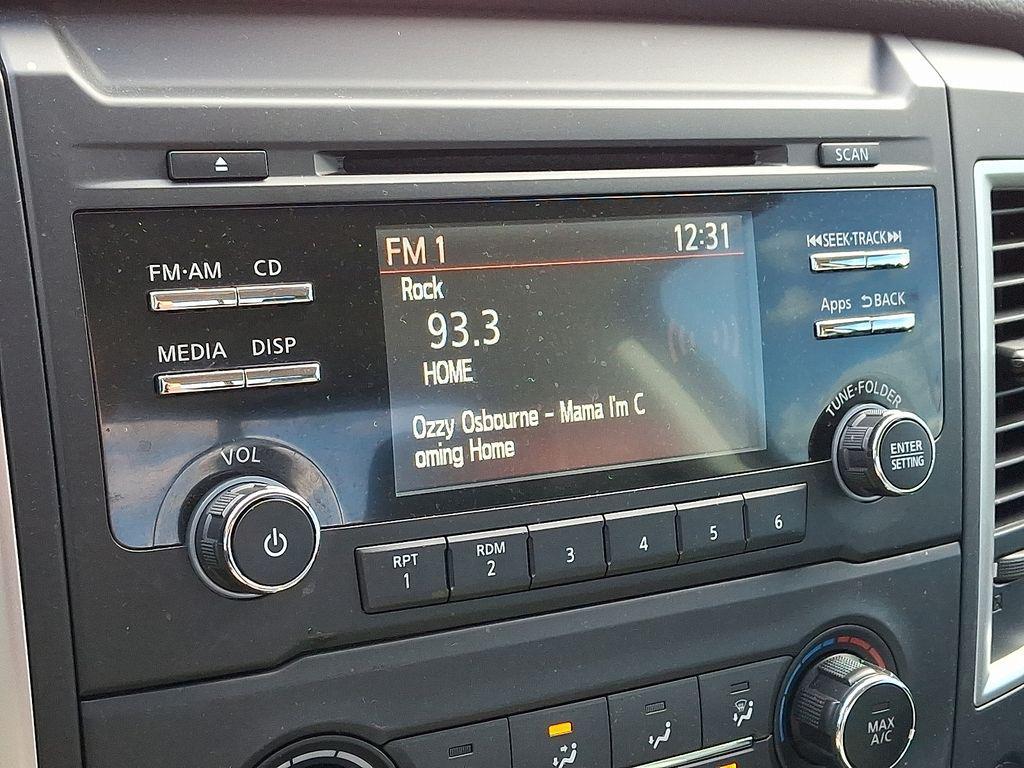 SCAN
FM·AM CD
MEDIA DISP
FM 1 12:31
Rock
93.3
HOME
Ozzy Osbourne - Mama I'm C
oming Home
SEEK·TRACK
Apps BACK
TUNE·FOLDER
ENTER
SETTING
VOL
RPT
1
RDM
2
3
4
5
6
MAX
A/C